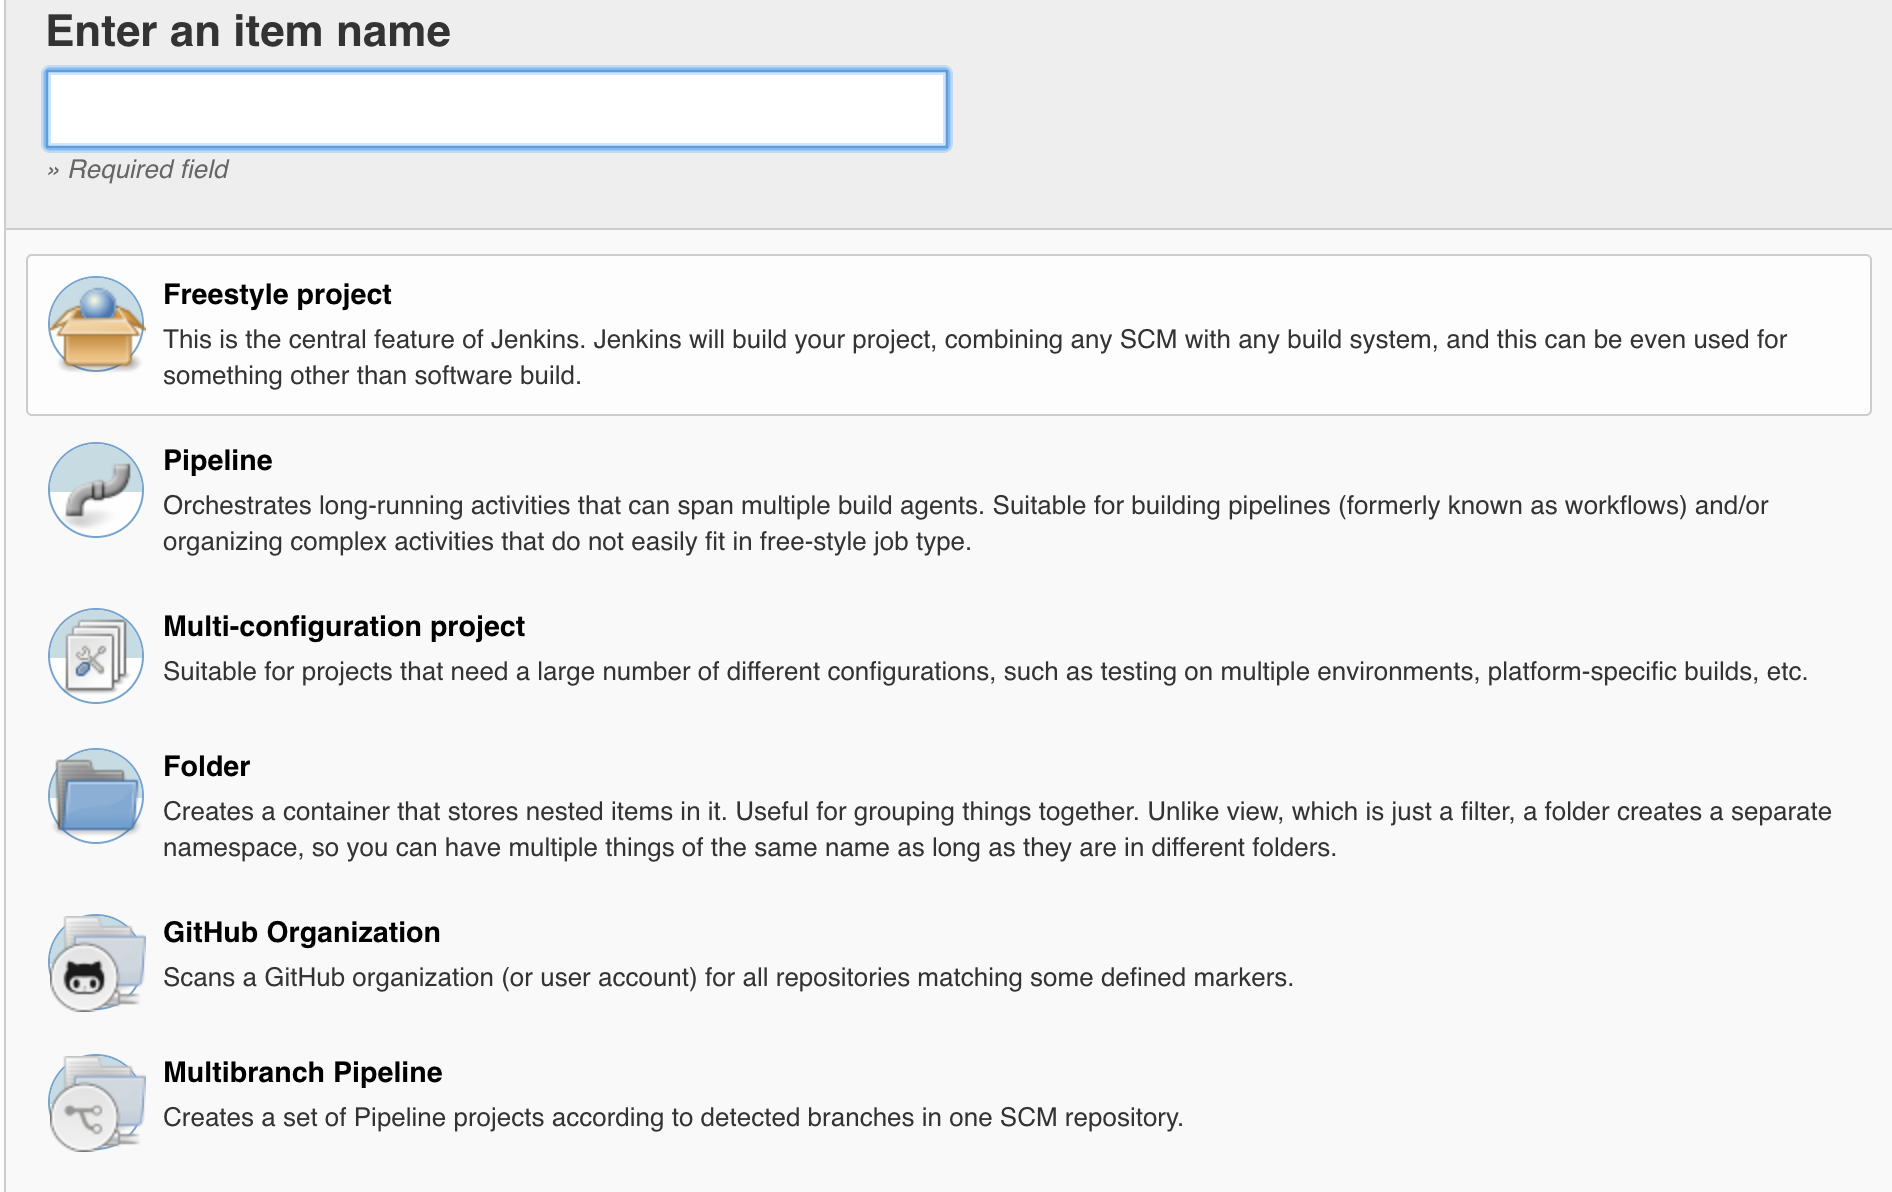 Enter an item name
» Required field
Freestyle project
This is the central feature of Jenkins. Jenkins will build your project, combining any SCM with any build system, and this can be even used for
something other than software build.
Pipeline
Orchestrates long-running activities that can span multiple build agents. Suitable for building pipelines (formerly known as workflows) and/or
organizing complex activities that do not easily fit in free-style job type.
Multi-configuration project
Suitable for projects that need a large number of different configurations, such as testing on multiple environments, platform-specific builds, etc.
Folder
Creates a container that stores nested items in it. Useful for grouping things together. Unlike view, which is just a filter, a folder creates a separate
namespace, so you can have multiple things of the same name as long as they are in different folders.
GitHub Organization
Scans a GitHub organization (or user account) for all repositories matching some defined markers.
Multibranch Pipeline
Creates a set of Pipeline projects according to detected branches in one SCM repository.